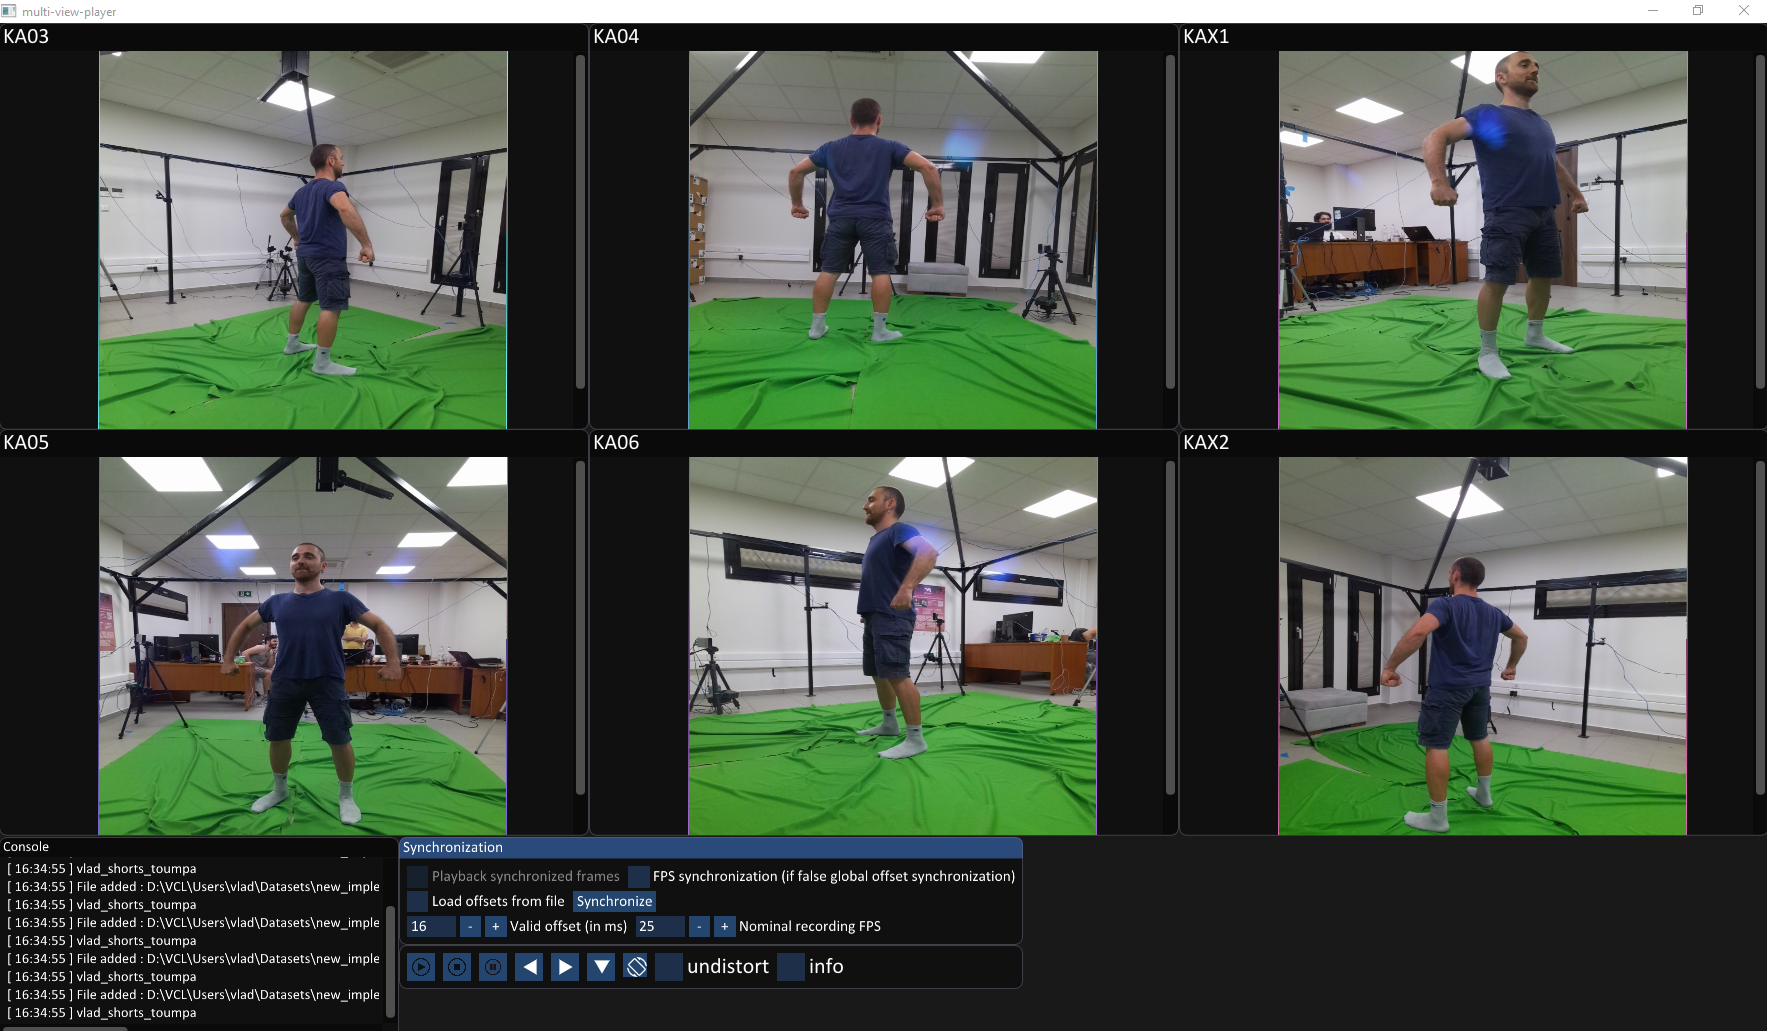 multi-view-player
KA03
KA04
KAX1
KA05
KA06
KAX2
Console
[ 16:34:55 ] vlad_shorts_toumpa
[ 16:34:55 ] File added : D:\VCL\Users\vlad\Datasets\new_imple
[ 16:34:55 ] vlad_shorts_toumpa
[ 16:34:55 ] File added : D:\VCL\Users\vlad\Datasets\new_imple
[ 16:34:55 ] vlad_shorts_toumpa
[ 16:34:55 ] File added : D:\VCL\Users\vlad\Datasets\new_imple
[ 16:34:55 ] vlad_shorts_toumpa
[ 16:34:55 ] File added : D:\VCL\Users\vlad\Datasets\new_imple
[ 16:34:55 ] vlad_shorts_toumpa
Synchronization
Playback synchronized frames FPS synchronization (if false global offset synchronization)
Load offsets from file Synchronize
16 - + Valid offset (in ms) 25 - + Nominal recording FPS
undistort info